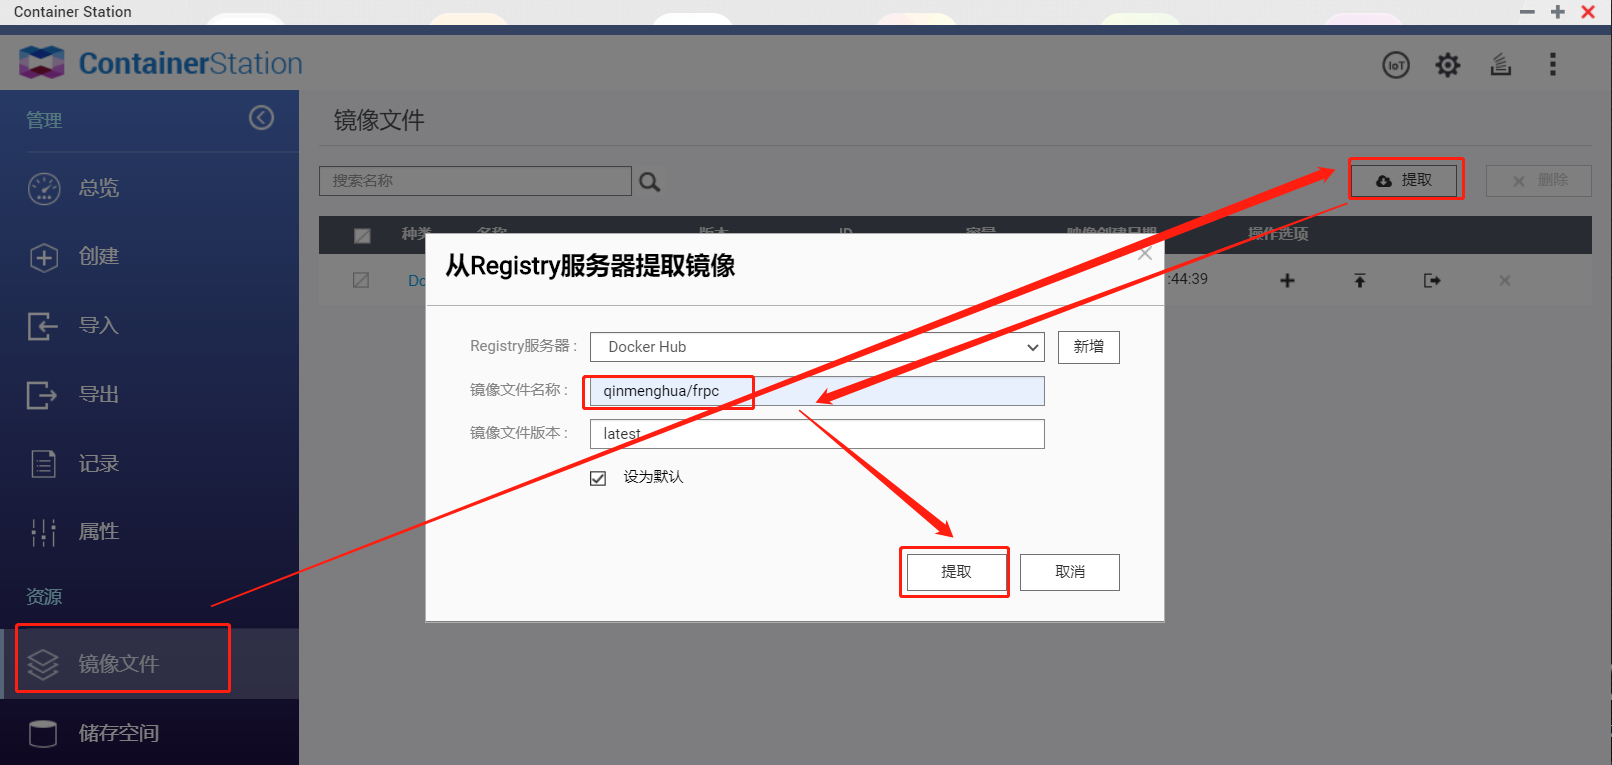 Container Station
ContainerStation
IoT
管理
镜像文件
搜索名称
提取
删除
总览
创建
导入
导出
记录
属性
资源
镜像文件
储存空间
种类 名称 版本 ID 容量 映像创建日期 操作选项
Do
:44:39
从Registry服务器提取镜像
Registry服务器 : Docker Hub 新增
镜像文件名称 : qinmenghua/frpc
镜像文件版本 : latest
设为默认
提取 取消